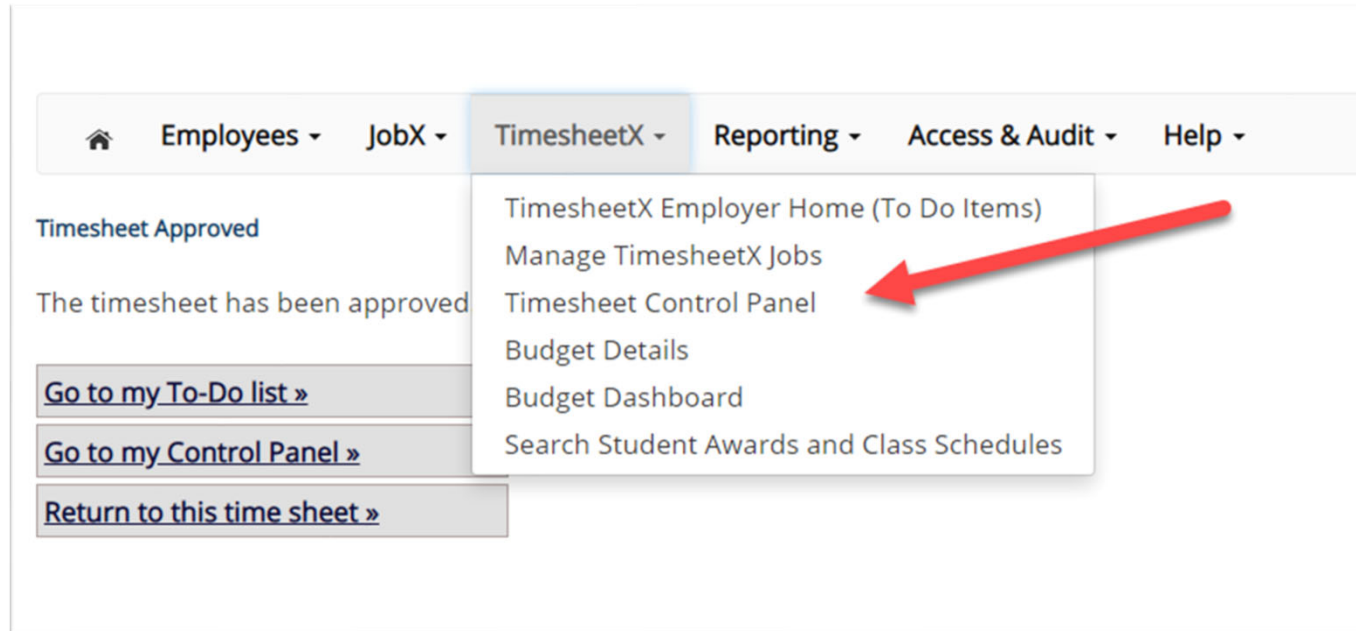 Employees JobX TimesheetX Reporting Access & Audit Help
TimesheetX Employer Home (To Do Items)
Manage TimesheetX Jobs
Timesheet Control Panel
Budget Details
Budget Dashboard
Search Student Awards and Class Schedules
Timesheet Approved
The timesheet has been approved
Go to my To-Do list »
Go to my Control Panel »
Return to this time sheet »